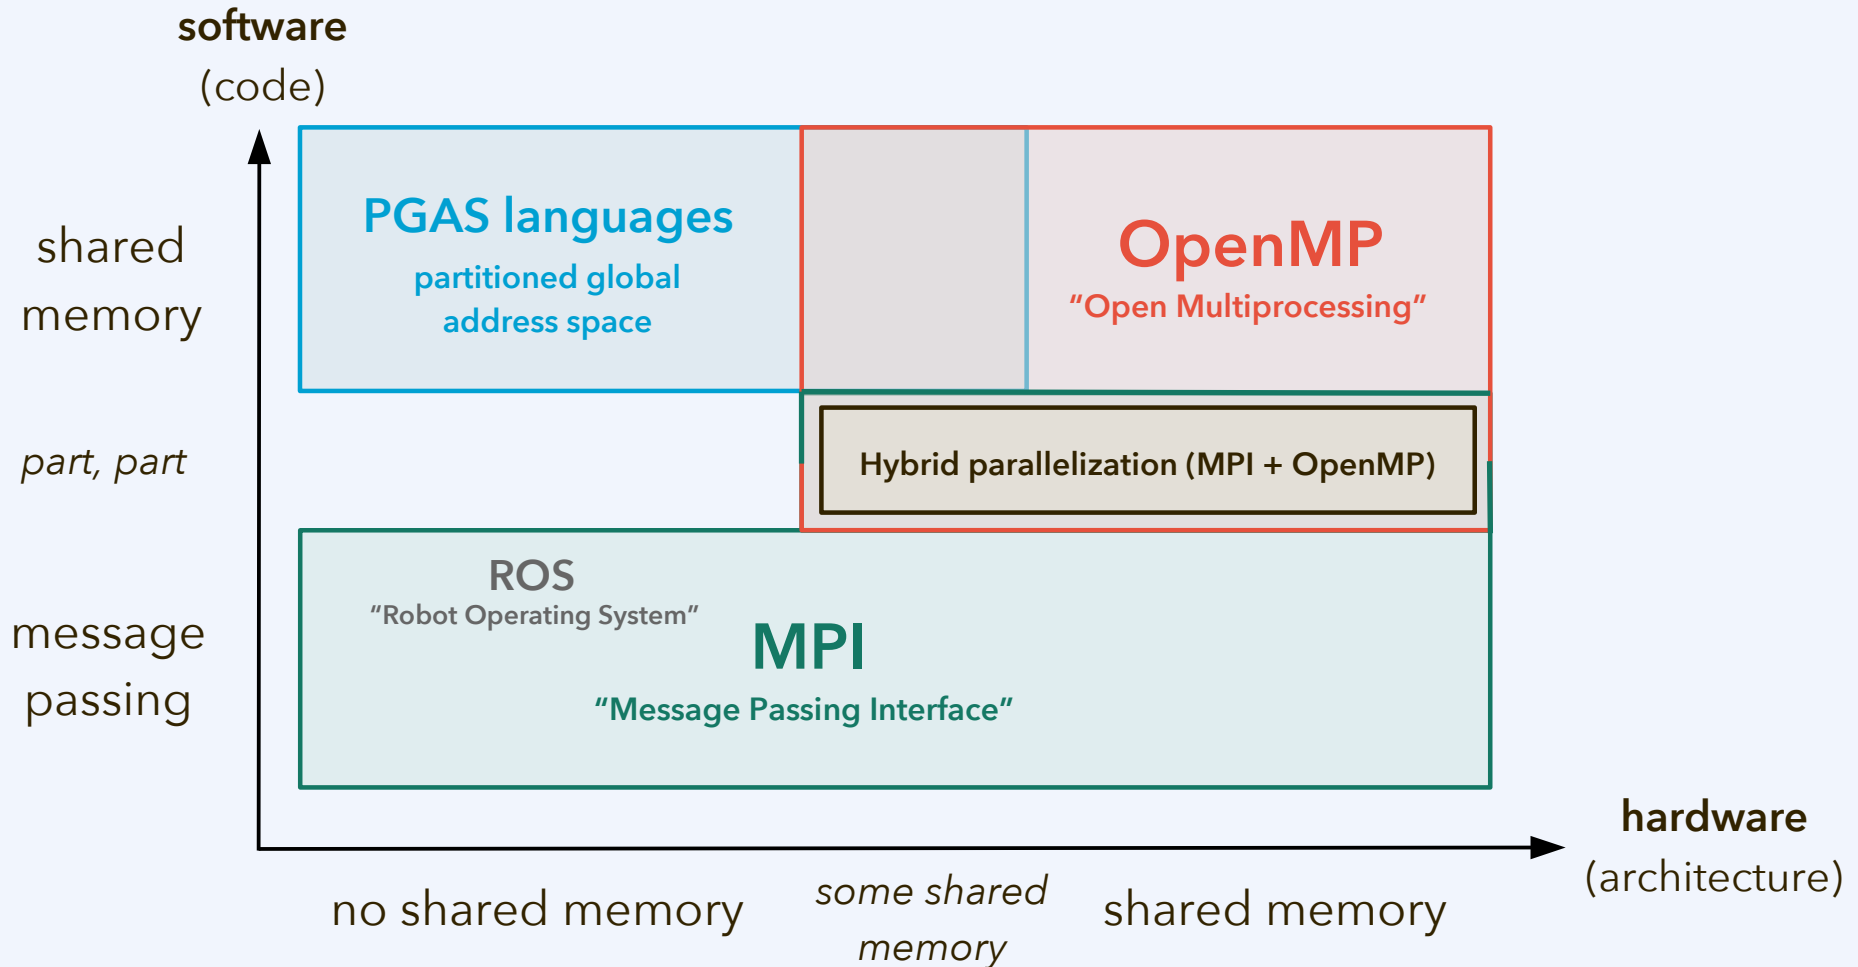 software
(code)
shared
memory
PGAS languages
partitioned global
address space
OpenMP
“Open Multiprocessing”
part, part
Hybrid parallelization (MPI + OpenMP)
message
passing
ROS
“Robot Operating System”
MPI
“Message Passing Interface”
hardware
(architecture)
no shared memory
some shared
memory
shared memory